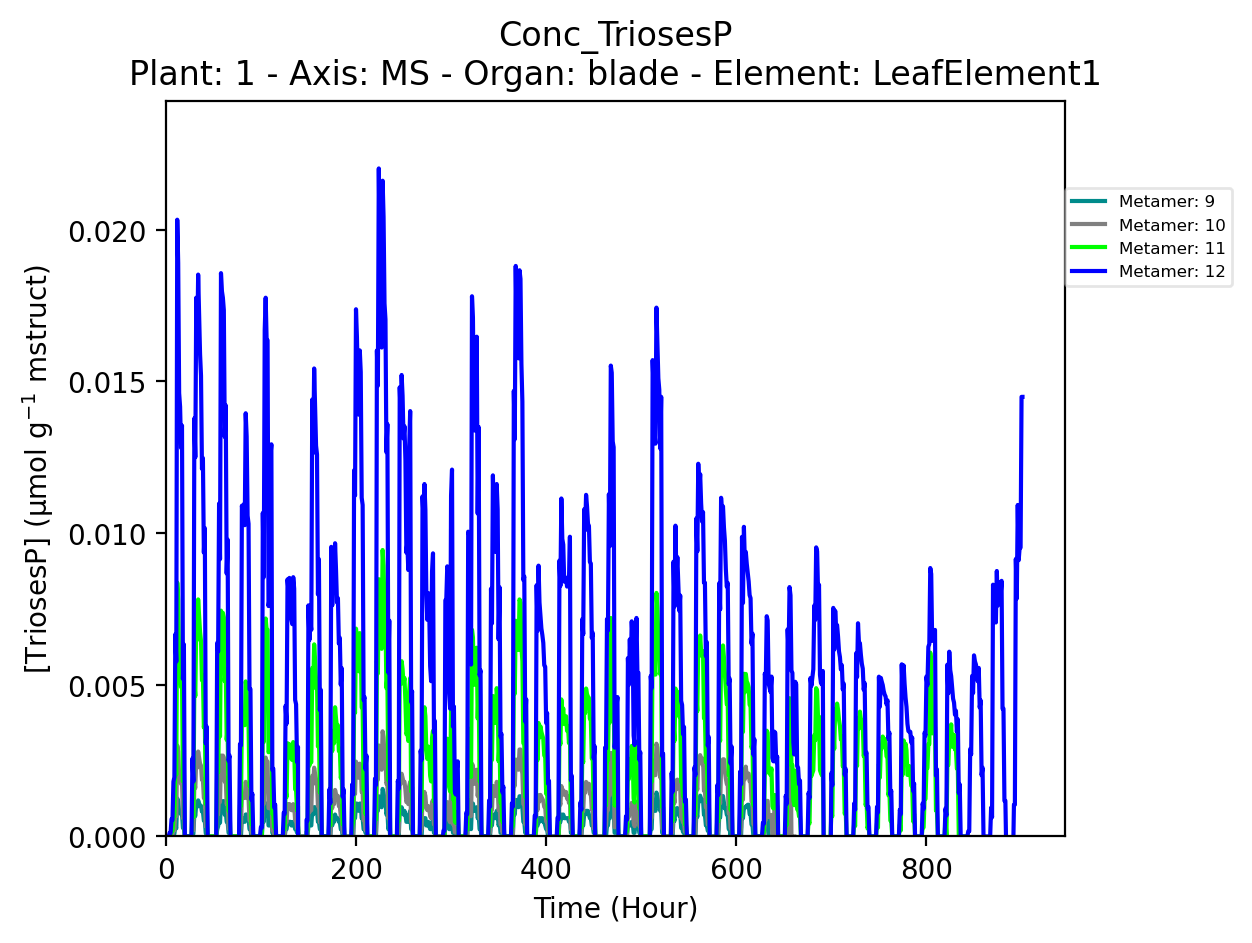 Conc_TriosesP
Plant: 1 - Axis: MS - Organ: blade - Element: LeafElement1
[TriosesP] (µmol g⁻¹ mstruct)
0.020
0.015
0.010
0.005
0.000
0 200 400 600 800
Time (Hour)
Metamer: 9
Metamer: 10
Metamer: 11
Metamer: 12